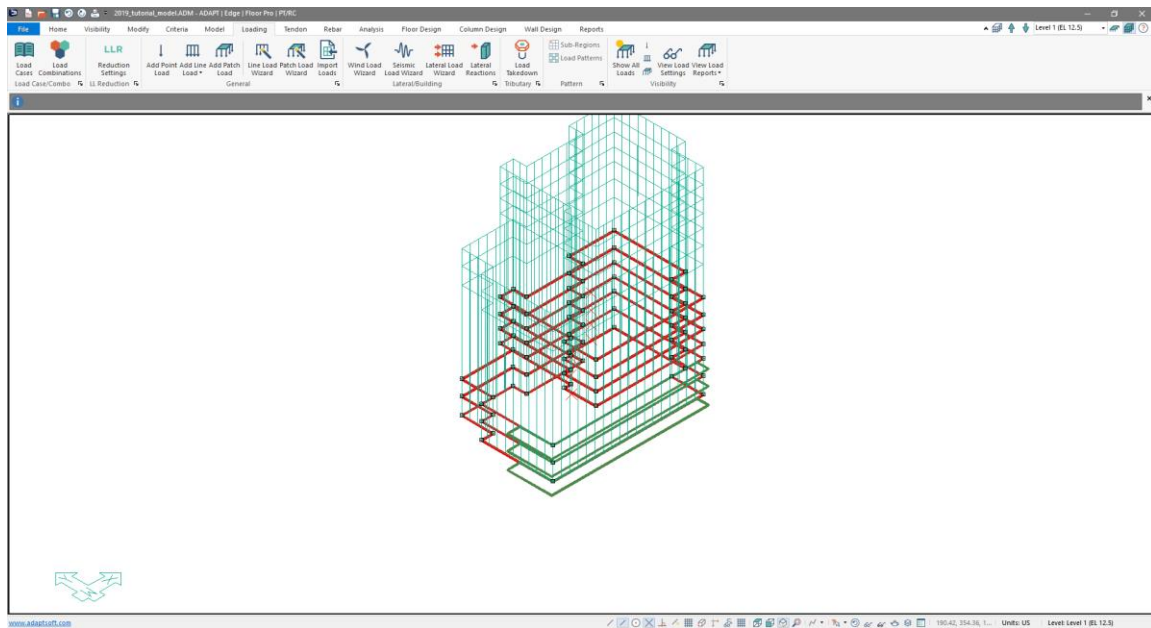 2019_tutorial_model.ADM - ADAPT | Edge | Floor Pro | PT/RC
File Home Visibility Modify Criteria Model Loading Tendon Rebar Analysis Floor Design Column Design Wall Design Reports Level 1 (EL 12.5)
LLR
Load Load Reduction Add Point Add Line Add Patch Line Load Patch Load Import Wind Load Seismic Lateral Load Lateral Load Sub-Regions Show All View Load View Load
Cases Combinations Settings Load Load Load Wizard Wizard Loads Wizard Load Wizard Wizard Reactions Takedown Load Patterns Loads Settings Reports
Load Case/Combo LL Reduction General Lateral/Building Tributary Pattern Visibility
www.adaptsoft.com 190.42, 354.36, 1... Units: US Level: Level 1 (EL 12.5)